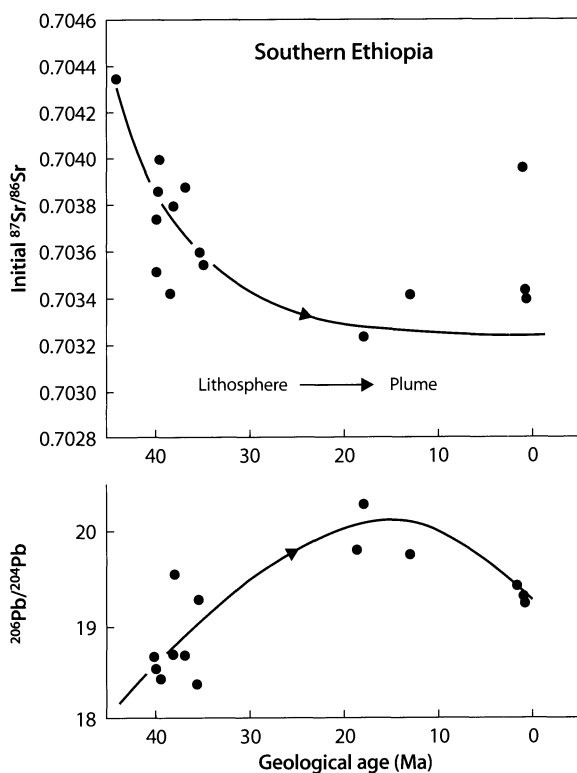 Southern Ethiopia
Initial ⁸⁷Sr/⁸⁶Sr
0.7046
0.7044
0.7042
0.7040
0.7038
0.7036
0.7034
0.7032
0.7030
0.7028
Lithosphere
Plume
40 30 20 10 0
²⁰⁶Pb/²⁰⁴Pb
20
19
18
40 30 20 10 0
Geological age (Ma)